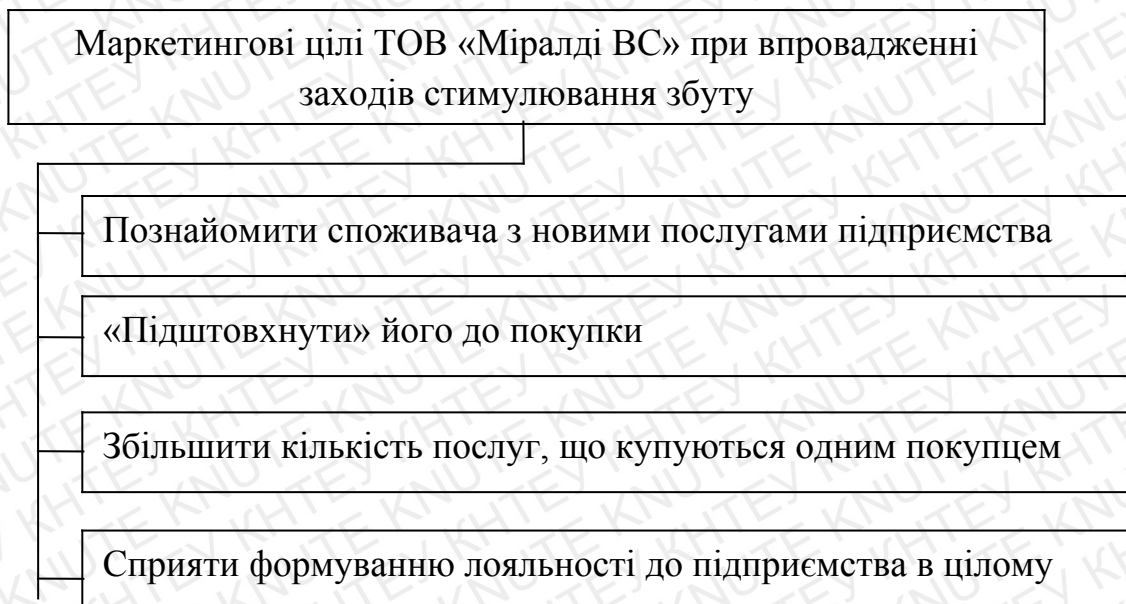 Маркетингові цілі ТОВ «Міралді ВС» при впровадженні
заходів стимулювання збуту
Познайомити споживача з новими послугами підприємства
«Підштовхнути» його до покупки
Збільшити кількість послуг, що купуються одним покупцем
Сприяти формуванню лояльності до підприємства в цілому